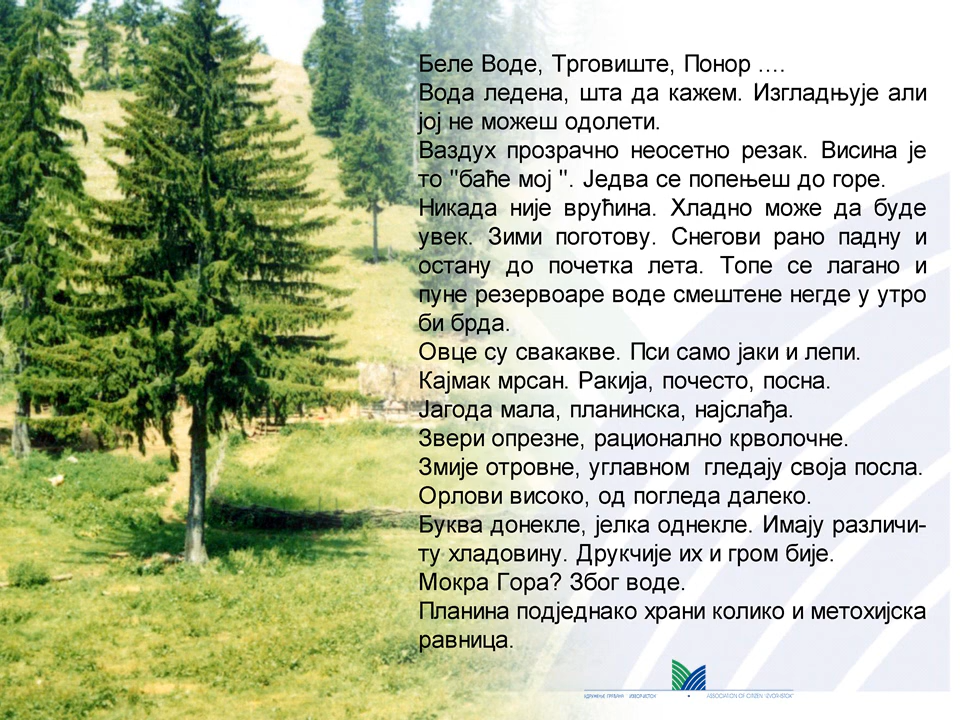 Беле Воде, Трговиште, Понор ....
Вода ледена, шта да кажем. Изгладњује али
јој не можеш одолети.
Ваздух прозрачно неосетно резак. Висина је
то "баће мој ". Једва се попењеш до горе.
Никада није врућина. Хладно може да буде
увек. Зими поготову. Снегови рано падну и
остану до почетка лета. Топе се лагано и
пуне резервоаре воде смештене негде у утро
би брда.
Овце су свакакве. Пси само јаки и лепи.
Кајмак мрсан. Ракија, почесто, посна.
Јагода мала, планинска, најслађа.
Звери опрезне, рационално крволочне.
Змије отровне, углавном гледају своја посла.
Орлови високо, од погледа далеко.
Буква донекле, јелка однекле. Имају различи-
ту хладовину. Друкчије их и гром бије.
Мокра Гора? Због воде.
Планина подједнако храни колико и метохијска
равница.
ASSOCIATION OF CITIZEN